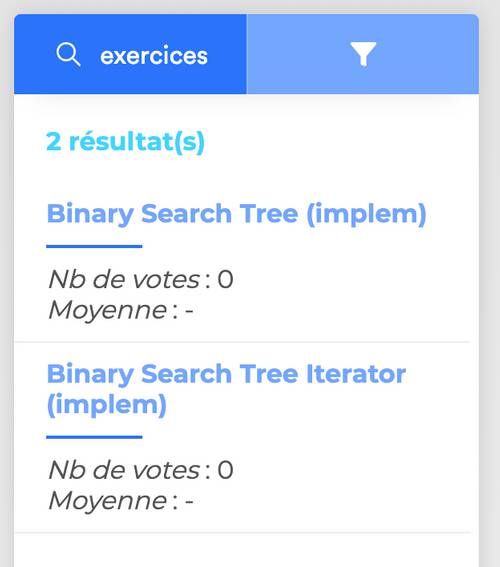 exercices
2 résultat(s)
Binary Search Tree (implem)
Nb de votes : 0
Moyenne : -
Binary Search Tree Iterator
(implem)
Nb de votes : 0
Moyenne : -